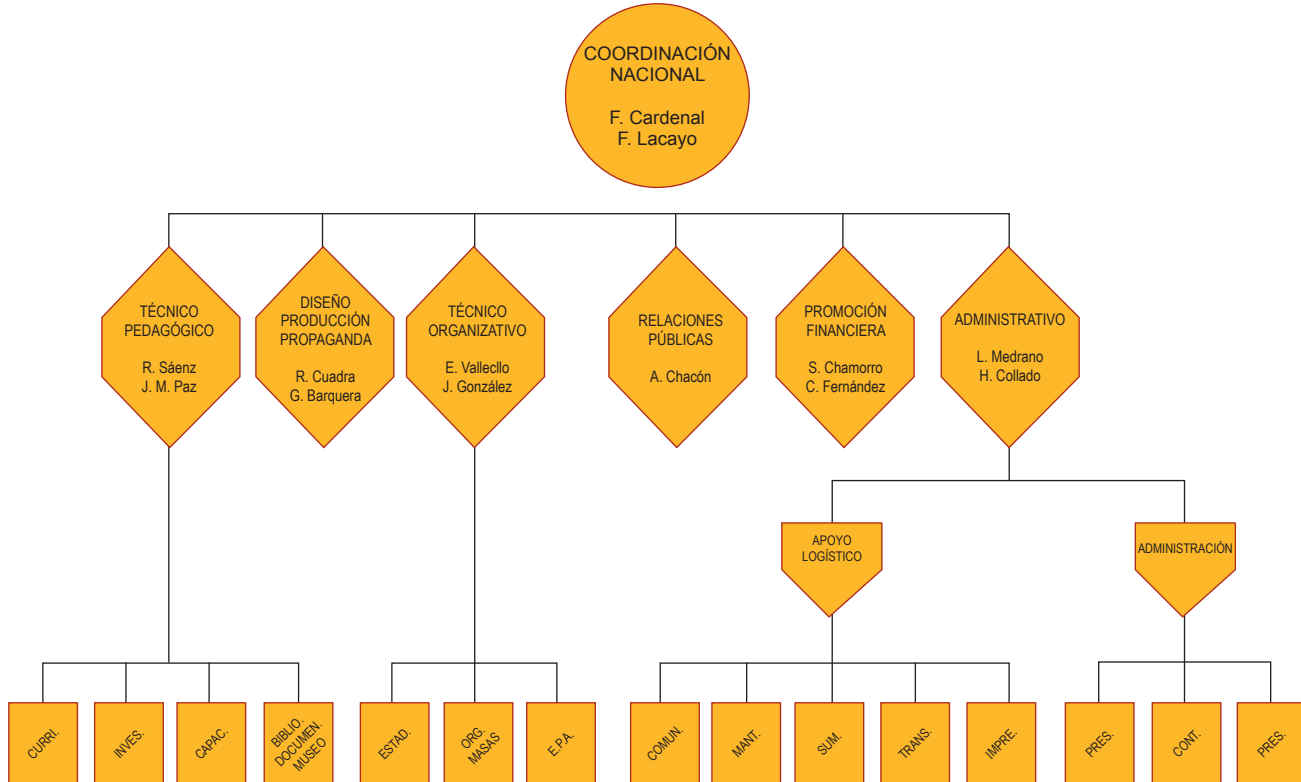 COORDINACIÓN
NACIONAL
F. Cardenal
F. Lacayo
TÉCNICO
PEDAGÓGICO
R. Sáenz
J. M. Paz
DISEÑO
PRODUCCIÓN
PROPAGANDA
R. Cuadra
G. Barquera
TÉCNICO
ORGANIZATIVO
E. Vallecllo
J. González
RELACIONES
PÚBLICAS
A. Chacón
PROMOCIÓN
FINANCIERA
S. Chamorro
C. Fernández
ADMINISTRATIVO
L. Medrano
H. Collado
APOYO
LOGÍSTICO
ADMINISTRACIÓN
CURRI.
INVES.
CAPAC.
BIBLIO.
DOCUMEN.
MUSEO
ESTAD.
ORG.
MASAS
E.P.A.
COMUN.
MANT.
SUM.
TRANS.
IMPRE.
PRES.
CONT.
PRES.